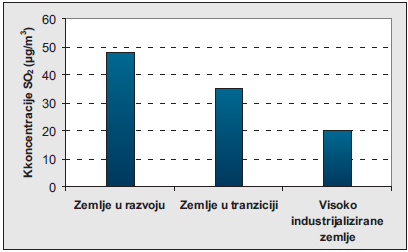 Kkoncentracije SO₂ (µg/m³)
60
50
40
30
20
10
0
Zemlje u razvoju
Zemlje u tranziciji
Visoko
industrijalizirane
zemlje